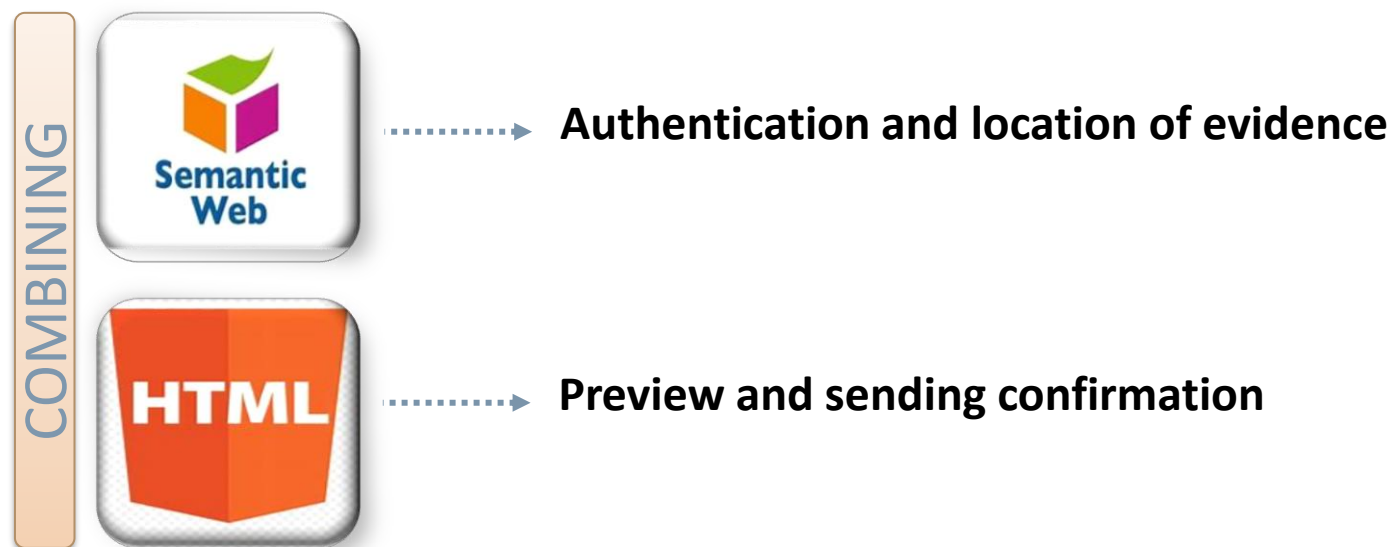 COMBINING
Semantic
Web
Authentication and location of evidence
HTML
Preview and sending confirmation